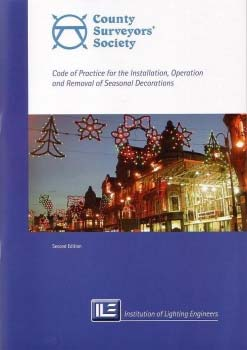 County
Surveyors'
Society
Code of Practice for the Installation, Operation
and Removal of Seasonal Decorations
Second Edition
ILE
Institution of Lighting Engineers